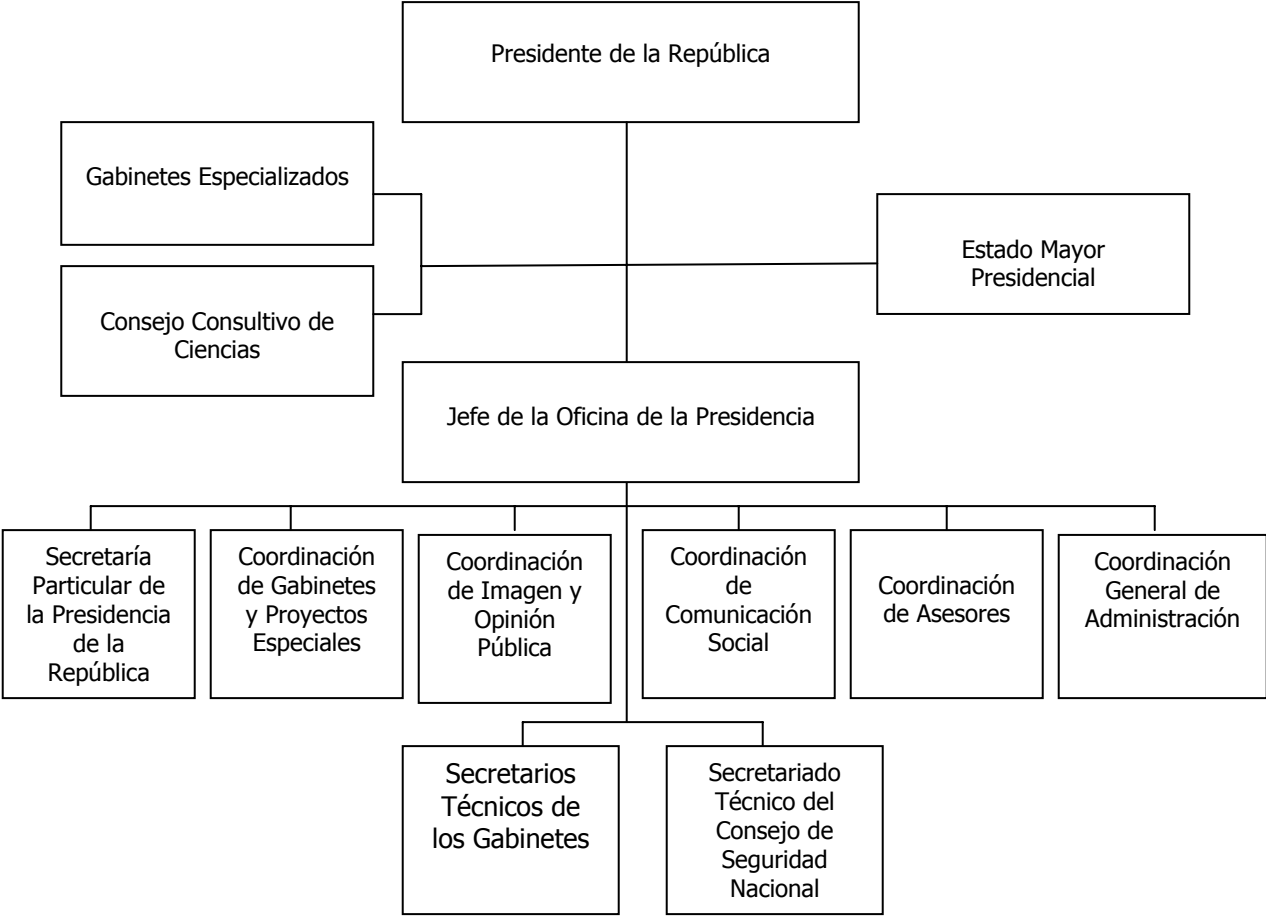 Presidente de la República
Gabinetes Especializados
Estado Mayor
Presidencial
Consejo Consultivo de
Ciencias
Jefe de la Oficina de la Presidencia
Secretaría
Particular de
la Presidencia
de la
República
Coordinación
de Gabinetes
y Proyectos
Especiales
Coordinación
de Imagen y
Opinión
Pública
Coordinación
de
Comunicación
Social
Coordinación
de Asesores
Coordinación
General de
Administración
Secretarios
Técnicos de
los Gabinetes
Secretariado
Técnico del
Consejo de
Seguridad
Nacional